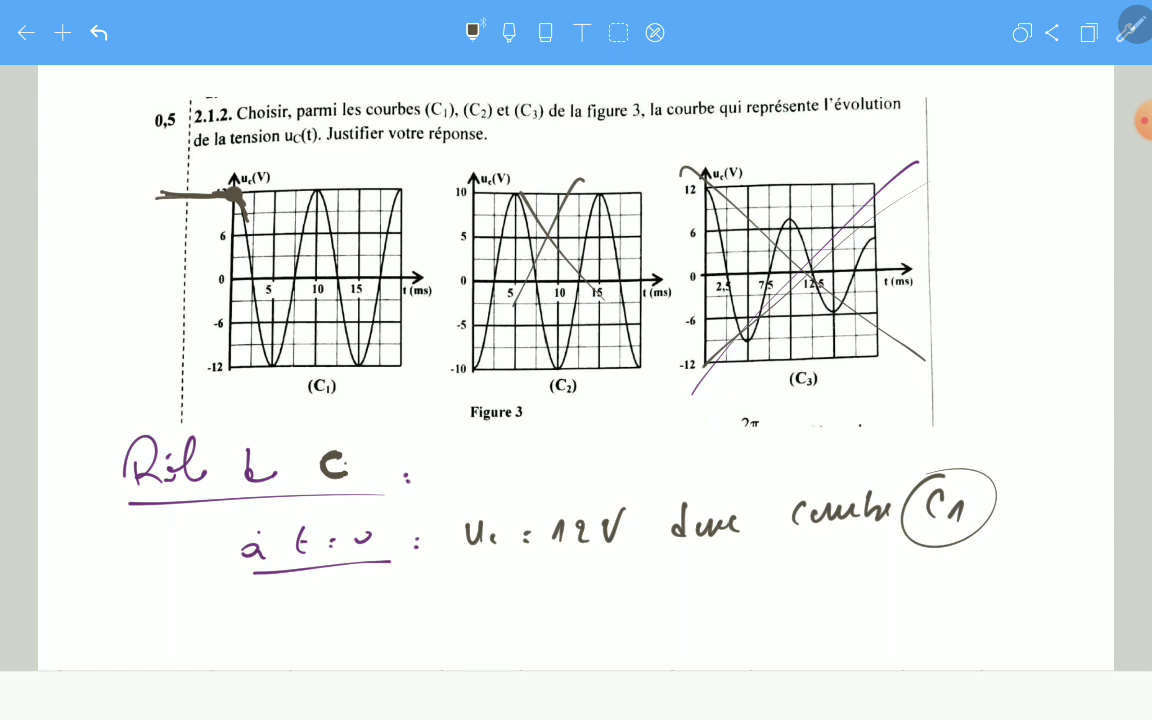 0,5 2.1.2. Choisir, parmi les courbes (C₁), (C₂) et (C₃) de la figure 3, la courbe qui représente l'évolution
de la tension uC(t). Justifier votre réponse.
uc(V) uc(V) uc(V)
6
0
-6
-12
5 10 15 t (ms)
(C₁)
10
5
0
-5
-10
5 10 15 t (ms)
(C₂)
12
6
0
-6
-12
2,5 7,5 12,5 t (ms)
(C₃)
Figure 3
2π
C :
à t = 0 : uc = 12 V donc courbe C1